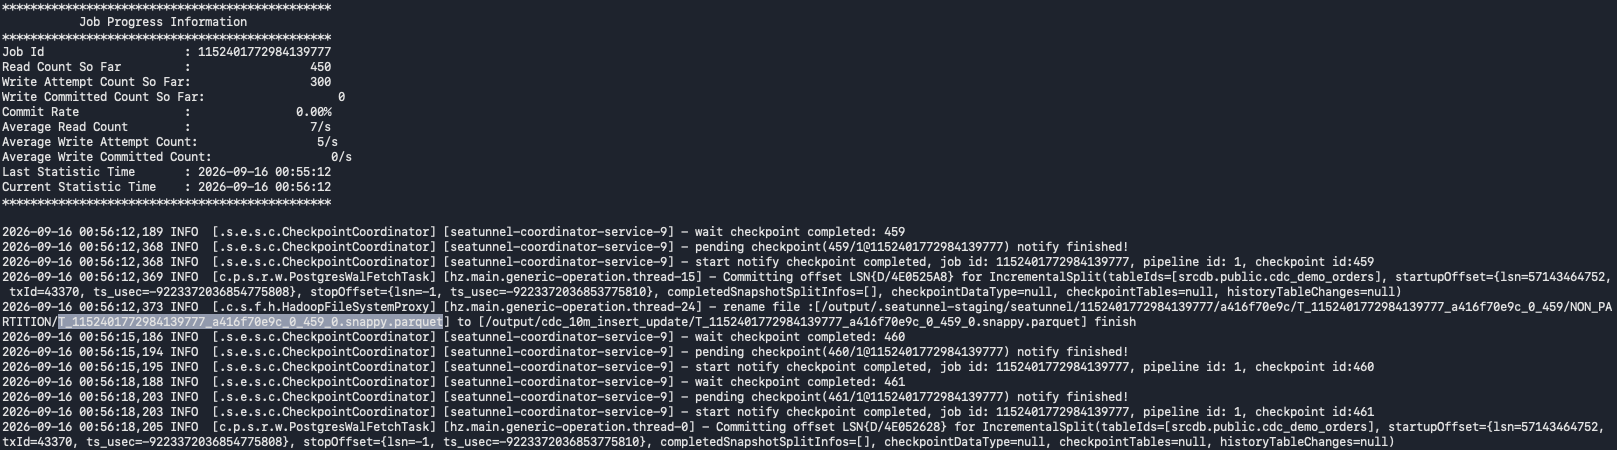 ***********************************************
           Job Progress Information
***********************************************
Job Id                    : 1152401772984139777
Read Count So Far         :                 450
Write Attempt Count So Far:                 300
Write Committed Count So Far:                   0
Commit Rate               :               0.00%
Average Read Count        :                 7/s
Average Write Attempt Count:                 5/s
Average Write Committed Count:                 0/s
Last Statistic Time       : 2026-09-16 00:55:12
Current Statistic Time    : 2026-09-16 00:56:12
***********************************************
2026-09-16 00:56:12,189 INFO  [.s.e.s.c.CheckpointCoordinator] [seatunnel-coordinator-service-9] - wait checkpoint completed: 459
2026-09-16 00:56:12,368 INFO  [.s.e.s.c.CheckpointCoordinator] [seatunnel-coordinator-service-9] - pending checkpoint(459/1@1152401772984139777) notify finished!
2026-09-16 00:56:12,368 INFO  [.s.e.s.c.CheckpointCoordinator] [seatunnel-coordinator-service-9] - start notify checkpoint completed, job id: 1152401772984139777, pipeline id: 1, checkpoint id:459
2026-09-16 00:56:12,369 INFO  [c.p.s.r.w.PostgresWalFetchTask] [hz.main.generic-operation.thread-15] - Committing offset LSN{D/4E0525A8} for IncrementalSplit(tableIds=[srcdb.public.cdc_demo_orders], startupOffset={lsn=57143464752,
 txId=43370, ts_usec=-9223372036854775808}, stopOffset={lsn=-1, ts_usec=-9223372036853775810}, completedSnapshotSplitInfos=[], checkpointDataType=null, checkpointTables=null, historyTableChanges=null)
2026-09-16 00:56:12,373 INFO  [.c.s.f.h.HadoopFileSystemProxy] [hz.main.generic-operation.thread-24] - rename file :[/output/.seatunnel-staging/seatunnel/1152401772984139777/a416f70e9c/T_1152401772984139777_a416f70e9c_0_459/NON_PA
RTITION/T_1152401772984139777_a416f70e9c_0_459_0.snappy.parquet] to [/output/cdc_10m_insert_update/T_1152401772984139777_a416f70e9c_0_459_0.snappy.parquet] finish
2026-09-16 00:56:15,186 INFO  [.s.e.s.c.CheckpointCoordinator] [seatunnel-coordinator-service-9] - wait checkpoint completed: 460
2026-09-16 00:56:15,194 INFO  [.s.e.s.c.CheckpointCoordinator] [seatunnel-coordinator-service-9] - pending checkpoint(460/1@1152401772984139777) notify finished!
2026-09-16 00:56:15,195 INFO  [.s.e.s.c.CheckpointCoordinator] [seatunnel-coordinator-service-9] - start notify checkpoint completed, job id: 1152401772984139777, pipeline id: 1, checkpoint id:460
2026-09-16 00:56:18,188 INFO  [.s.e.s.c.CheckpointCoordinator] [seatunnel-coordinator-service-9] - wait checkpoint completed: 461
2026-09-16 00:56:18,203 INFO  [.s.e.s.c.CheckpointCoordinator] [seatunnel-coordinator-service-9] - pending checkpoint(461/1@1152401772984139777) notify finished!
2026-09-16 00:56:18,203 INFO  [.s.e.s.c.CheckpointCoordinator] [seatunnel-coordinator-service-9] - start notify checkpoint completed, job id: 1152401772984139777, pipeline id: 1, checkpoint id:461
2026-09-16 00:56:18,205 INFO  [c.p.s.r.w.PostgresWalFetchTask] [hz.main.generic-operation.thread-0] - Committing offset LSN{D/4E052628} for IncrementalSplit(tableIds=[srcdb.public.cdc_demo_orders], startupOffset={lsn=57143464752,
txId=43370, ts_usec=-9223372036854775808}, stopOffset={lsn=-1, ts_usec=-9223372036853775810}, completedSnapshotSplitInfos=[], checkpointDataType=null, checkpointTables=null, historyTableChanges=null)